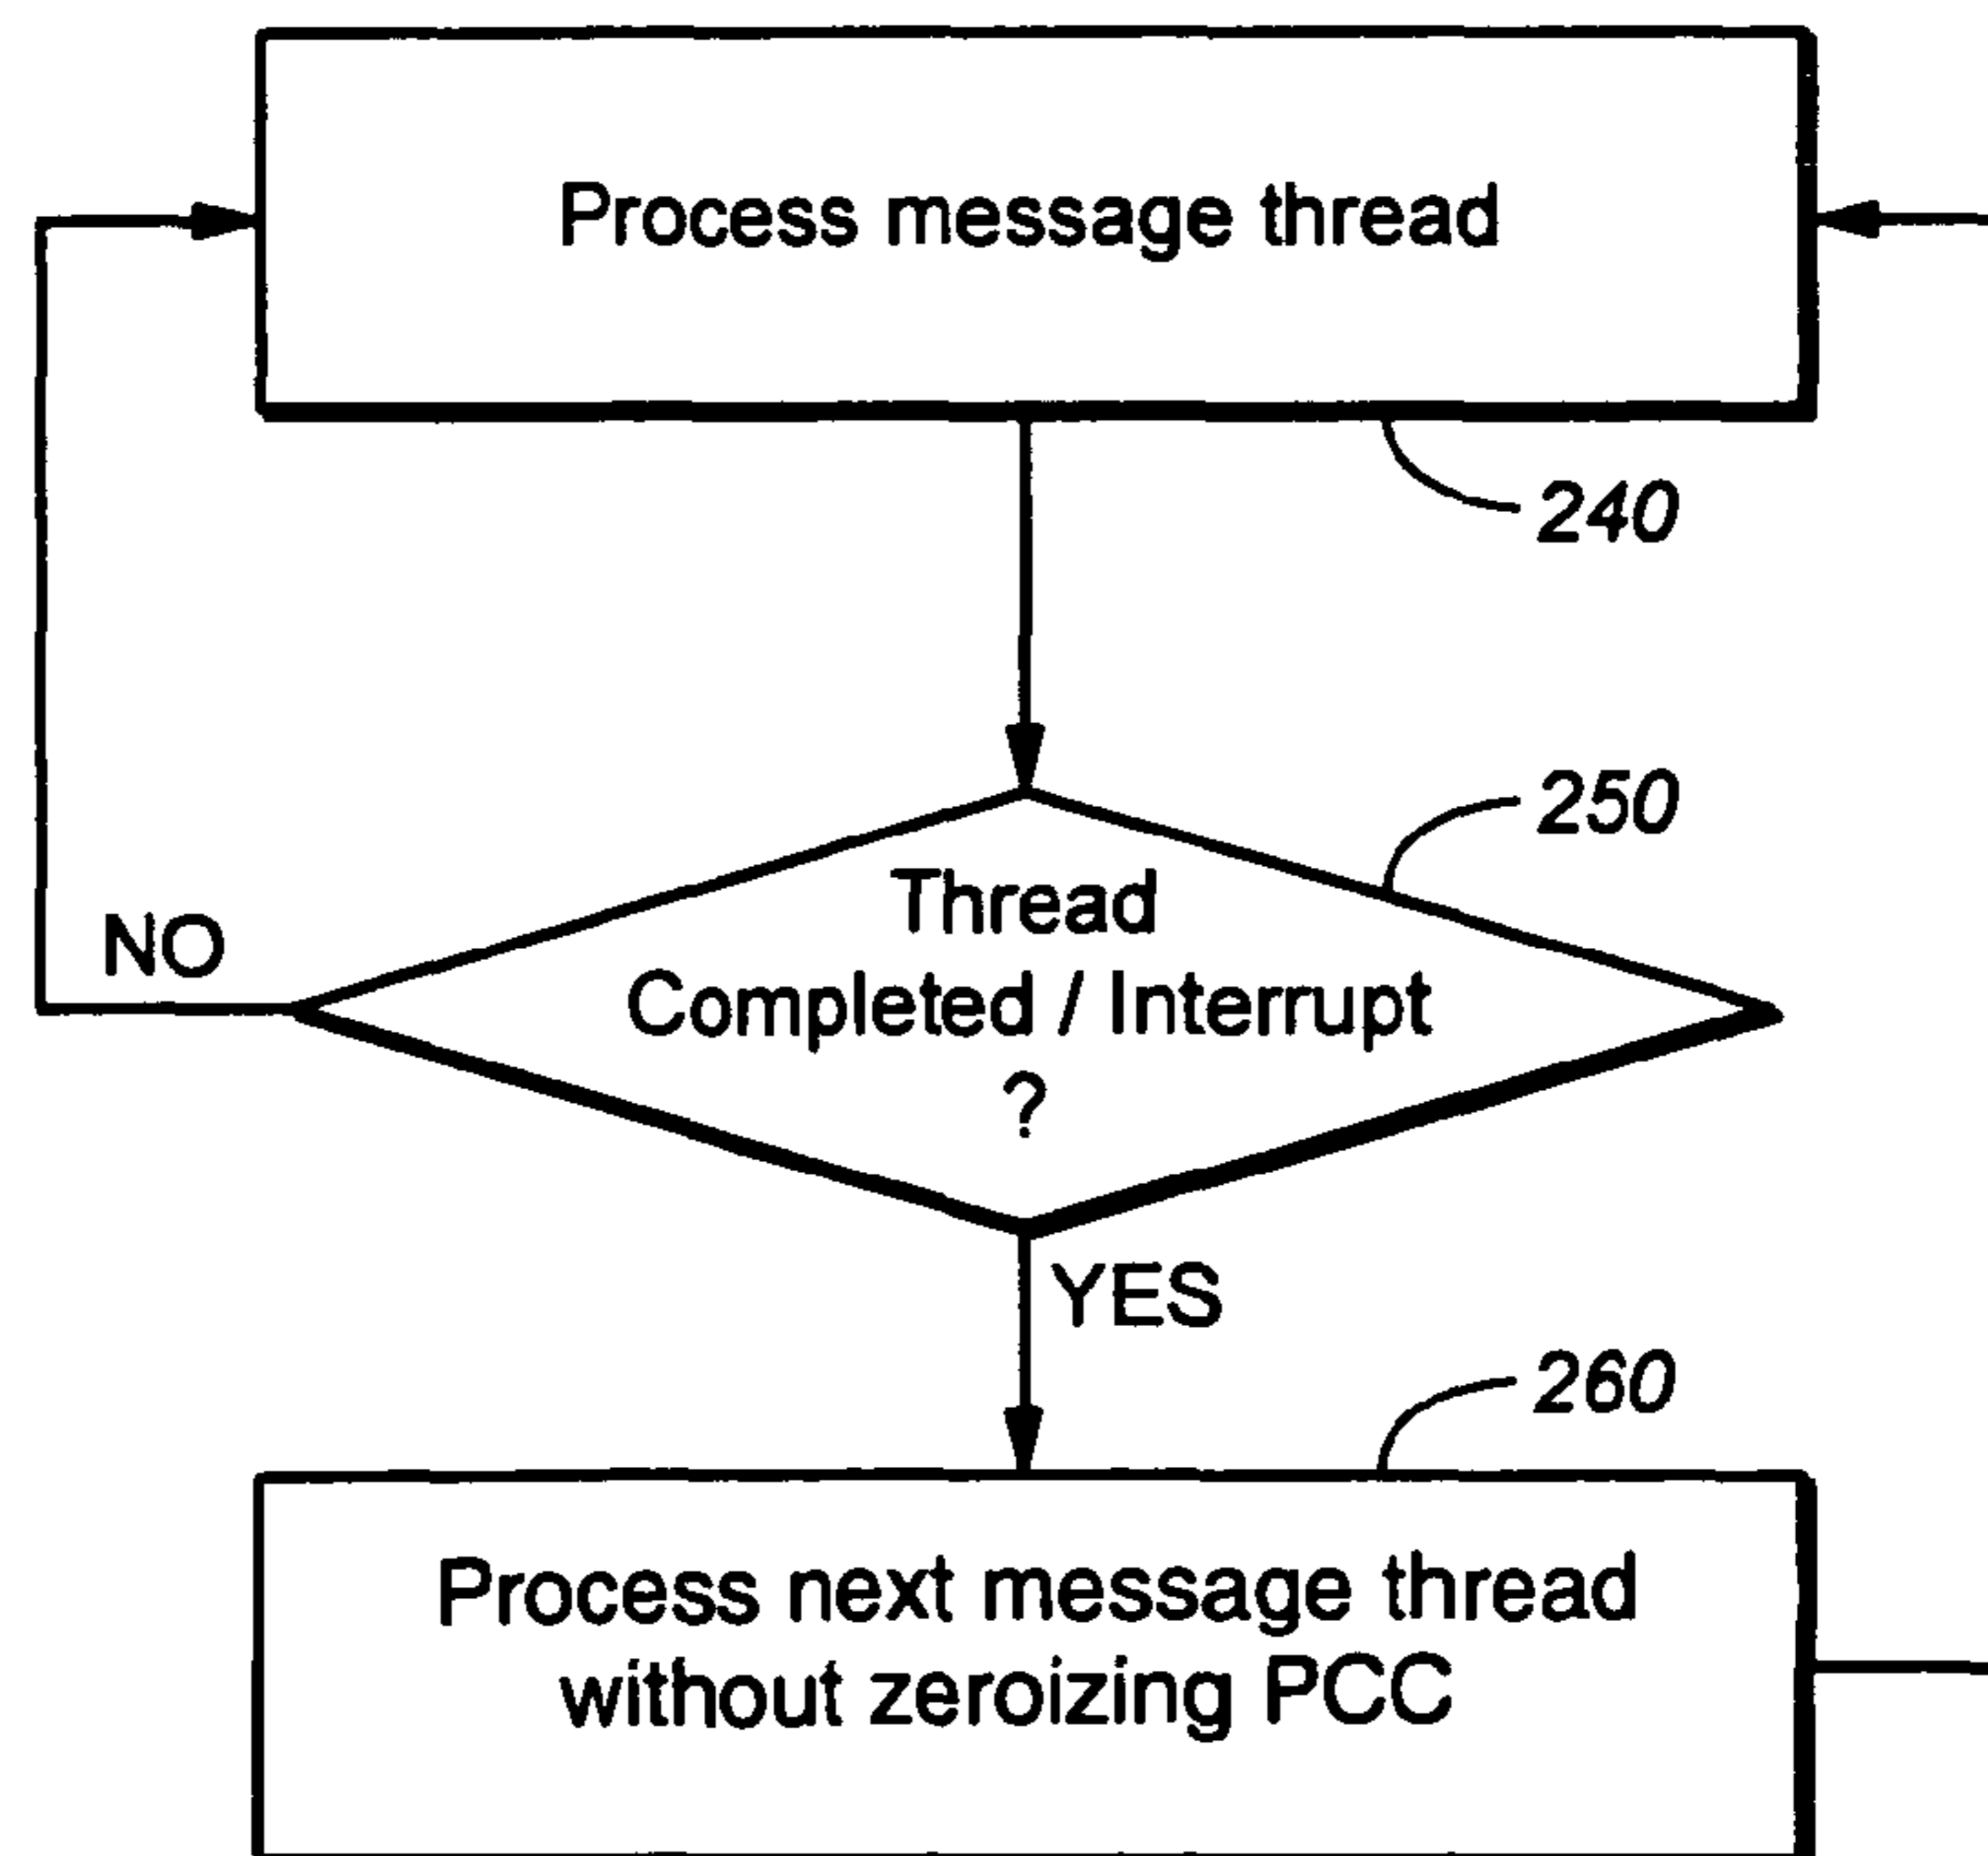 Process message thread
240
250
Thread
Completed / Interrupt
?
NO
YES
260
Process next message thread
without zeroizing PCC